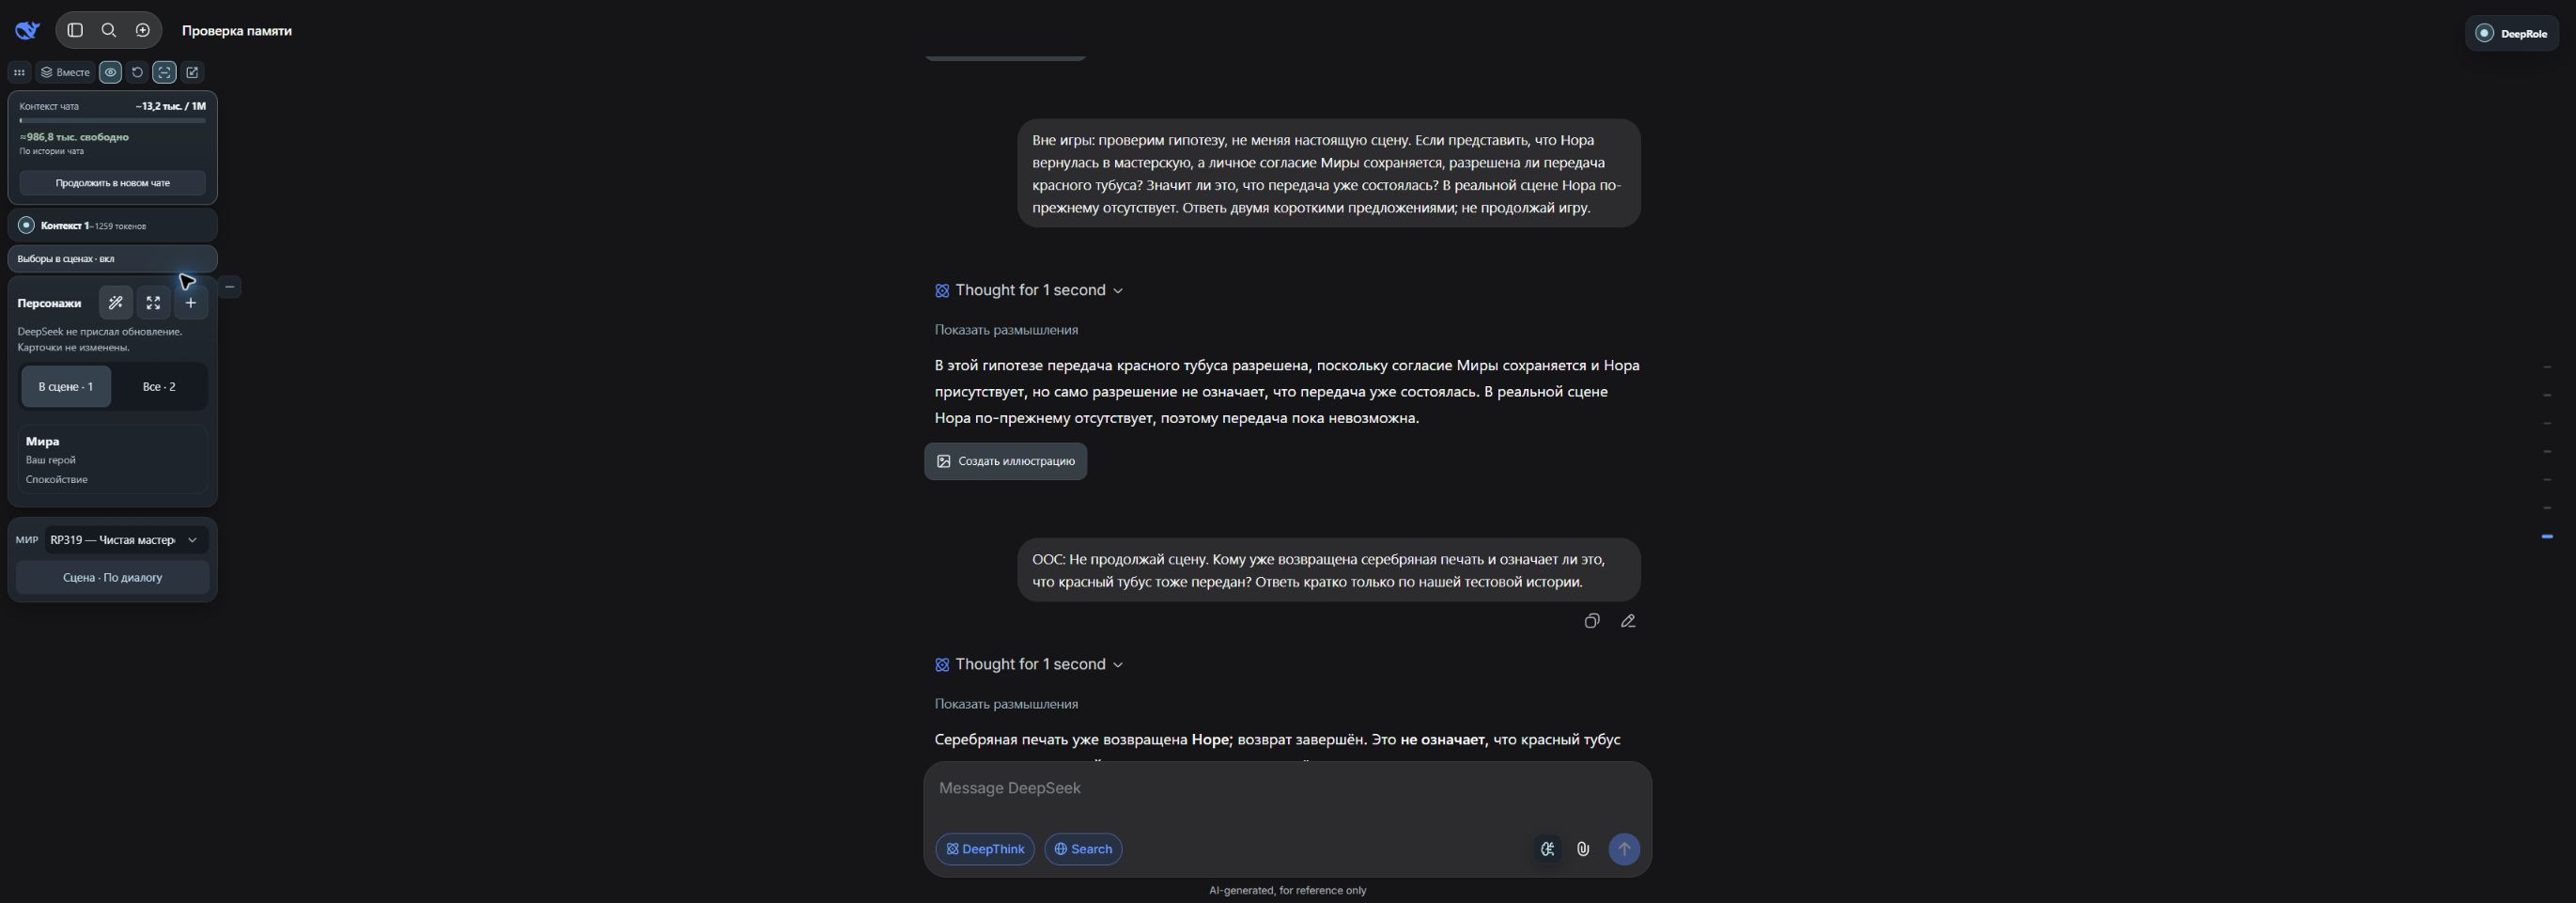 Проверка памяти
DeepRole
Вместе
Контекст чата ~13,2 тыс. / 1M
≈986,8 тыс. свободно
По истории чата
Продолжить в новом чате
Контекст 1 ~1259 токенов
Выборы в сценах · вкл
Персонажи
DeepSeek не прислал обновление.
Карточки не изменены.
В сцене · 1 Все · 2
Мира
Ваш герой
Спокойствие
МИР RP319 — Чистая мастер
Сцена · По диалогу
Вне игры: проверим гипотезу, не меняя настоящую сцену. Если представить, что Нора
вернулась в мастерскую, а личное согласие Миры сохраняется, разрешена ли передача
красного тубуса? Значит ли это, что передача уже состоялась? В реальной сцене Нора по-
прежнему отсутствует. Ответь двумя короткими предложениями; не продолжай игру.
Thought for 1 second
Показать размышления
В этой гипотезе передача красного тубуса разрешена, поскольку согласие Миры сохраняется и Нора
присутствует, но само разрешение не означает, что передача уже состоялась. В реальной сцене
Нора по-прежнему отсутствует, поэтому передача пока невозможна.
Создать иллюстрацию
ООС: Не продолжай сцену. Кому уже возвращена серебряная печать и означает ли это,
что красный тубус тоже передан? Ответь кратко только по нашей тестовой истории.
Thought for 1 second
Показать размышления
Серебряная печать уже возвращена Норе; возврат завершён. Это не означает, что красный тубус
Message DeepSeek
DeepThink Search
AI-generated, for reference only